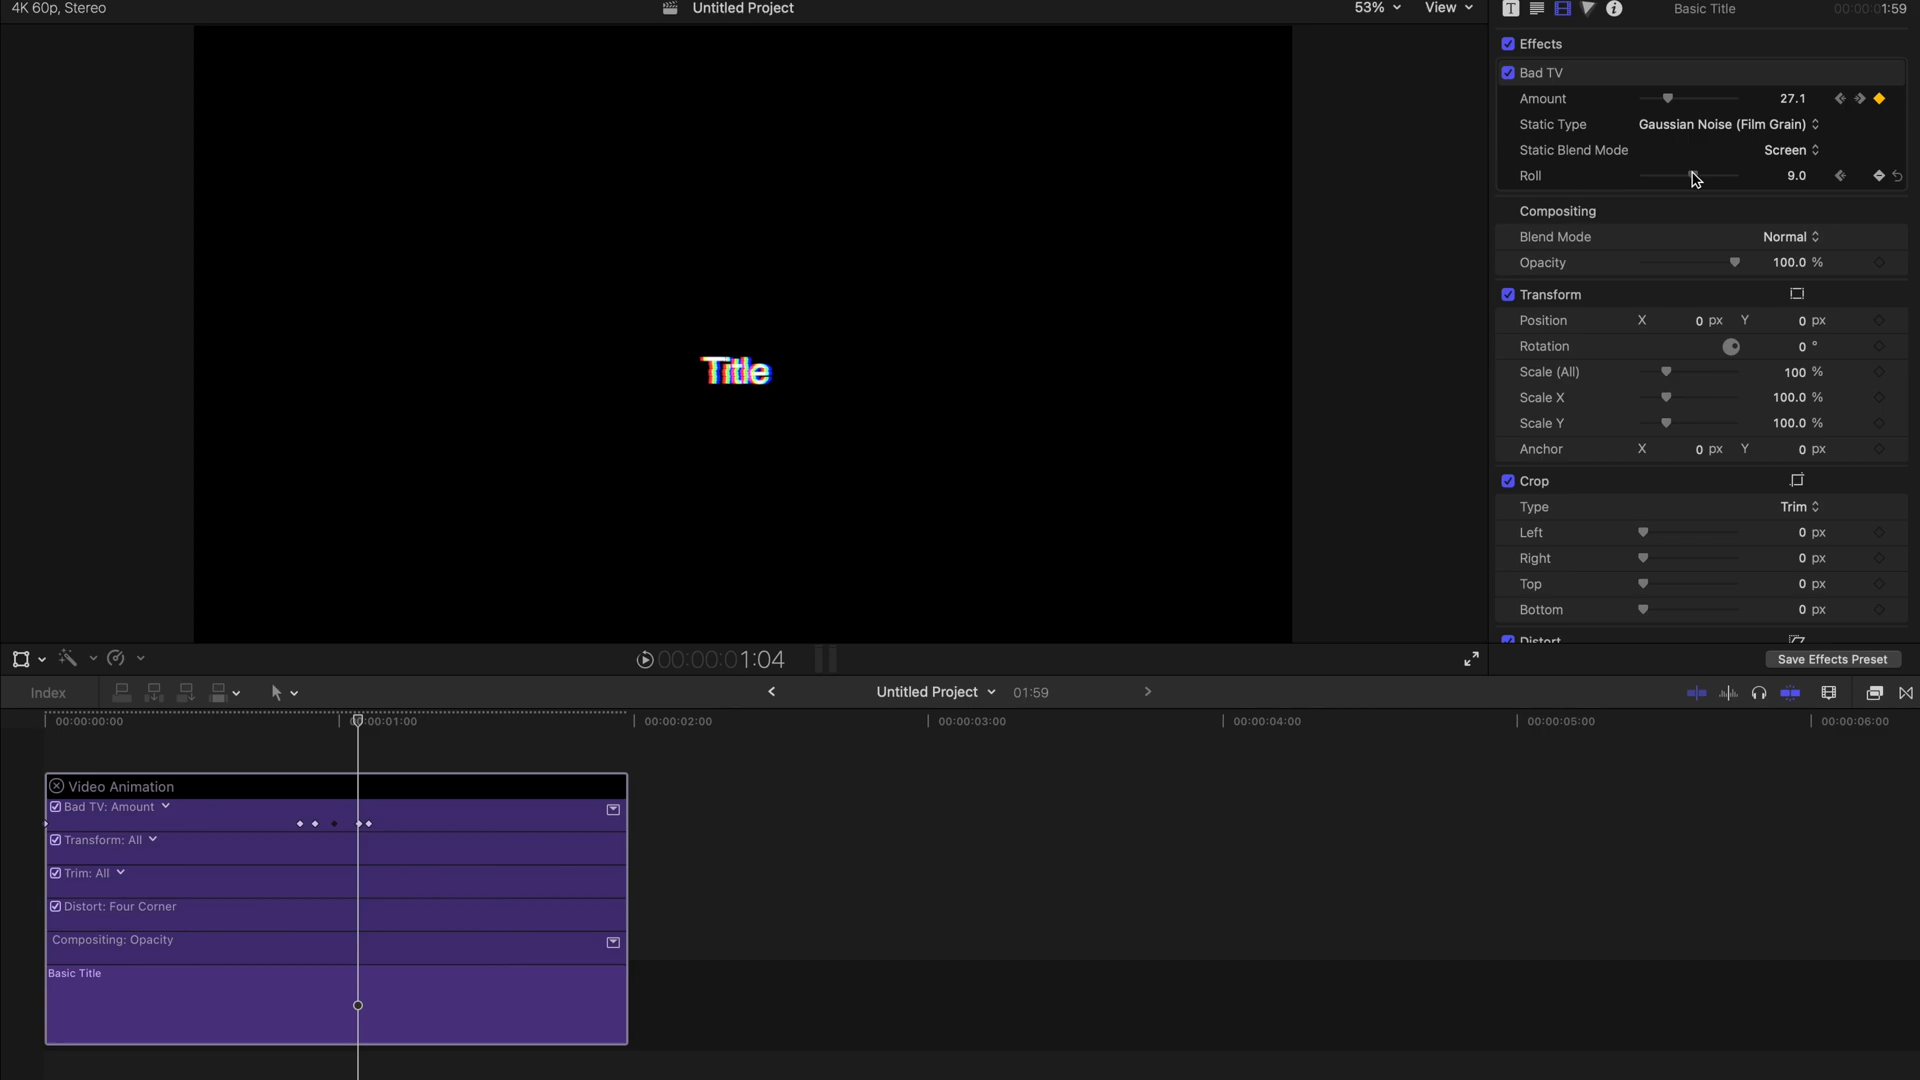 4K 60p, Stereo
Untitled Project
53%
View
T
i
Basic Title
00:00:01:59
Effects
Bad TV
Amount 27.1
Static Type Gaussian Noise (Film Grain)
Static Blend Mode Screen
Roll 9.0
Compositing
Blend Mode Normal
Opacity 100.0 %
Transform
Position X 0 px Y 0 px
Rotation 0 °
Scale (All) 100 %
Scale X 100.0 %
Scale Y 100.0 %
Anchor X 0 px Y 0 px
Crop
Type Trim
Left 0 px
Right 0 px
Top 0 px
Bottom 0 px
Distort
Title
00:00:01:04
Save Effects Preset
Index
Untitled Project 01:59
00:00:00:00 00:00:01:00 00:00:02:00 00:00:03:00 00:00:04:00 00:00:05:00 00:00:06:00
Video Animation
Bad TV: Amount
Transform: All
Trim: All
Distort: Four Corner
Compositing: Opacity
Basic Title